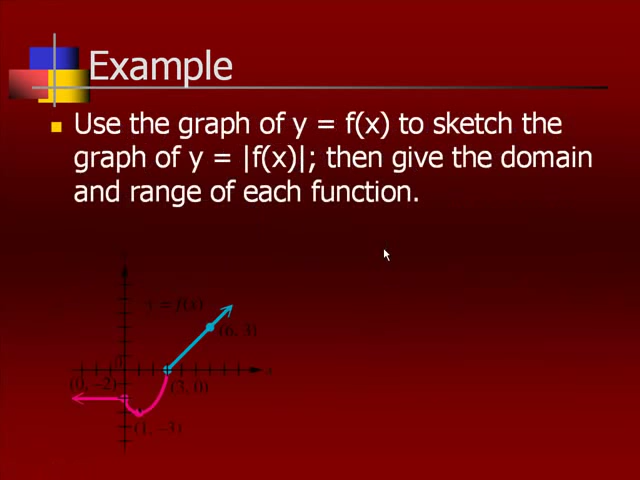 Example
Use the graph of y = f(x) to sketch the
graph of y = |f(x)|; then give the domain
and range of each function.
y = f(x)
(6, 3)
(0, −2)
(3, 0)
x
(1, −3)